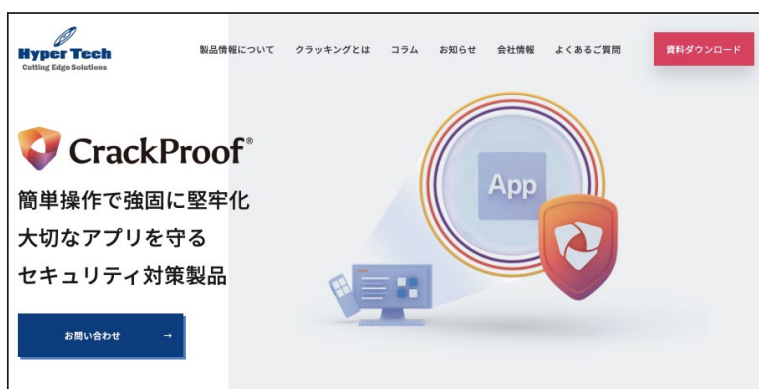 Hyper Tech
Cutting Edge Solutions
製品情報について
クラッキングとは
コラム
お知らせ
会社情報
よくあるご質問
資料ダウンロード
CrackProof®
簡単操作で強固に堅牢化
大切なアプリを守る
セキュリティ対策製品
お問い合わせ →
App